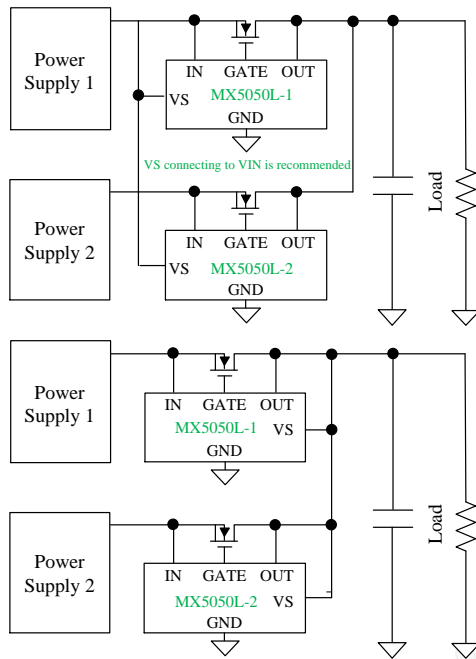 Power
Supply 1
IN GATE OUT
VS
MX5050L-1
GND
VS connecting to VIN is recommended
Power
Supply 2
IN GATE OUT
VS
MX5050L-2
GND
Load
Power
Supply 1
IN GATE OUT
MX5050L-1
VS
GND
Power
Supply 2
IN GATE OUT
MX5050L-2
VS
GND
Load